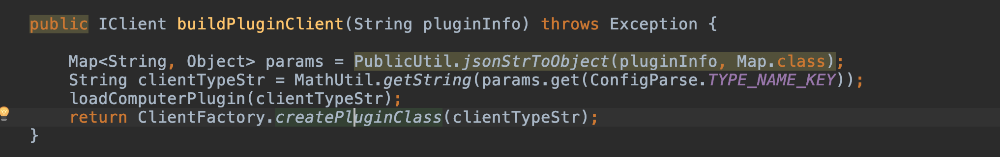 public IClient buildPluginClient(String pluginInfo) throws Exception {
Map<String, Object> params = PublicUtil.jsonStrToObject(pluginInfo, Map.class);
String clientTypeStr = MathUtil.getString(params.get(ConfigParse.TYPE_NAME_KEY));
loadComputerPlugin(clientTypeStr);
return ClientFactory.createPluginClass(clientTypeStr);
}